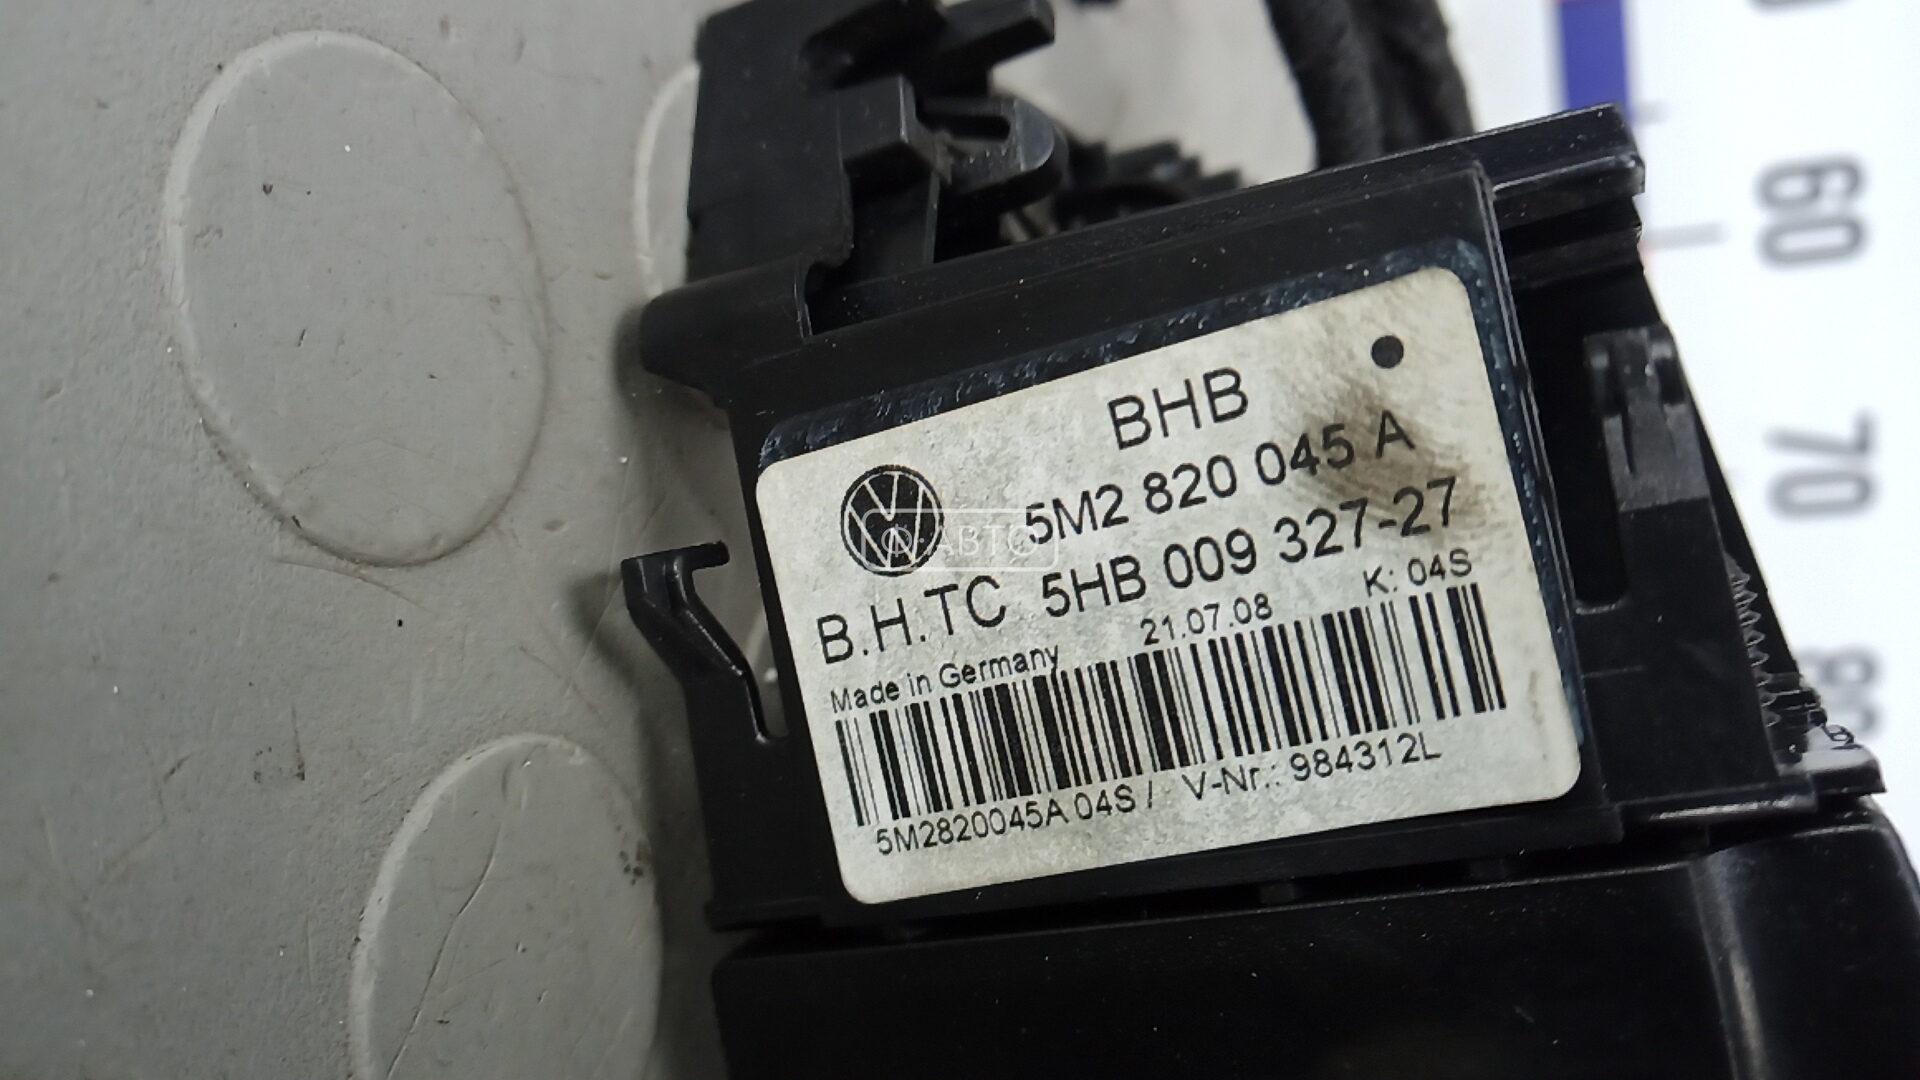 BHB
5M2 820 045 A
5HB 009 327-27
B.H.TC
K: 04S
21.07.08
Made in Germany
5M2820045A 04S / V-Nr.: 984312L
АВТО
60
70